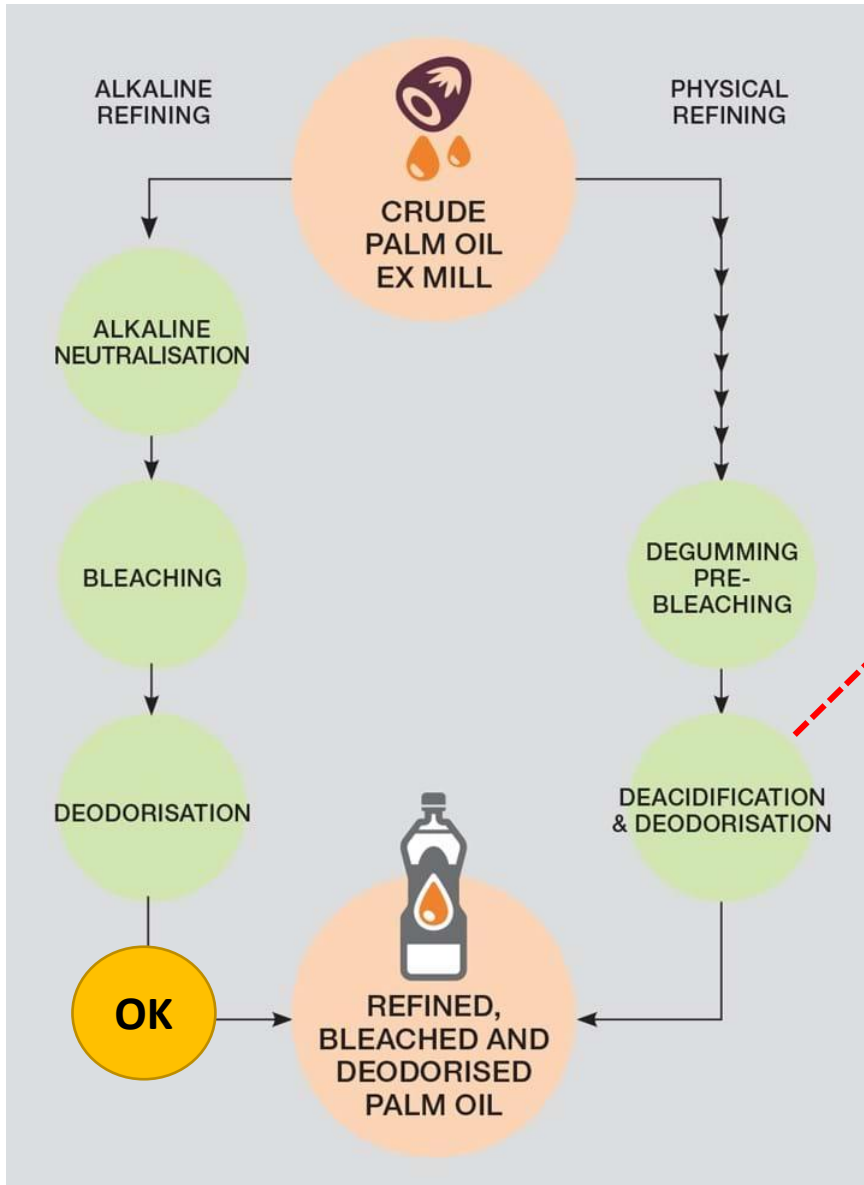 ALKALINE
REFINING
PHYSICAL
REFINING
CRUDE
PALM OIL
EX MILL
ALKALINE
NEUTRALISATION
BLEACHING
DEGUMMING
PRE-
BLEACHING
DEODORISATION
DEACIDIFICATION
& DEODORISATION
OK
REFINED,
BLEACHED AND
DEODORISED
PALM OIL